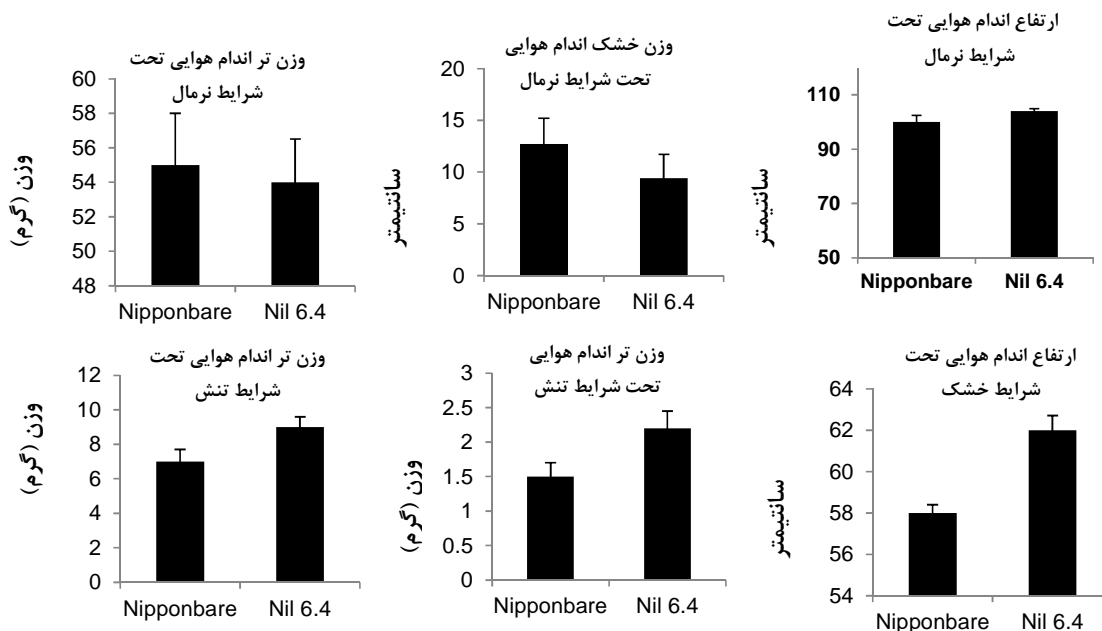 وزن تر اندام هوایی تحت
شرایط نرمال
وزن (گرم)
60
58
56
54
52
50
48
Nipponbare Nil 6.4
وزن خشک اندام هوایی
تحت شرایط نرمال
سانتیمتر
20
15
10
5
0
Nipponbare Nil 6.4
ارتفاع اندام هوایی تحت
شرایط نرمال
سانتیمتر
110
90
70
50
Nipponbare Nil 6.4
وزن تر اندام هوایی تحت
شرایط تنش
وزن (گرم)
12
10
8
6
4
2
0
Nipponbare Nil 6.4
وزن تر اندام هوایی
تحت شرایط تنش
وزن (گرم)
3
2.5
2
1.5
1
0.5
0
Nipponbare Nil 6.4
ارتفاع اندام هوایی تحت
شرایط خشک
سانتیمتر
64
62
60
58
56
54
Nipponbare Nil 6.4